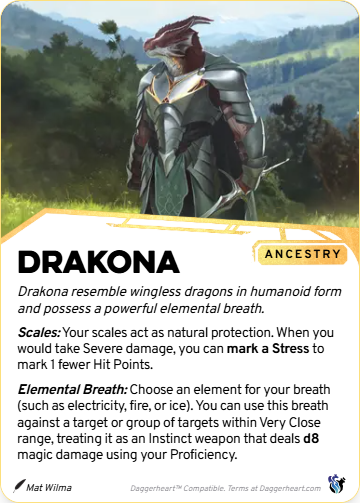 DRAKONA
ANCESTRY
Drakona resemble wingless dragons in humanoid form
and possess a powerful elemental breath.
Scales: Your scales act as natural protection. When you
would take Severe damage, you can mark a Stress to
mark 1 fewer Hit Points.
Elemental Breath: Choose an element for your breath
(such as electricity, fire, or ice). You can use this breath
against a target or group of targets within Very Close
range, treating it as an Instinct weapon that deals d8
magic damage using your Proficiency.
Mat Wilma
Daggerheart™ Compatible. Terms at Daggerheart.com